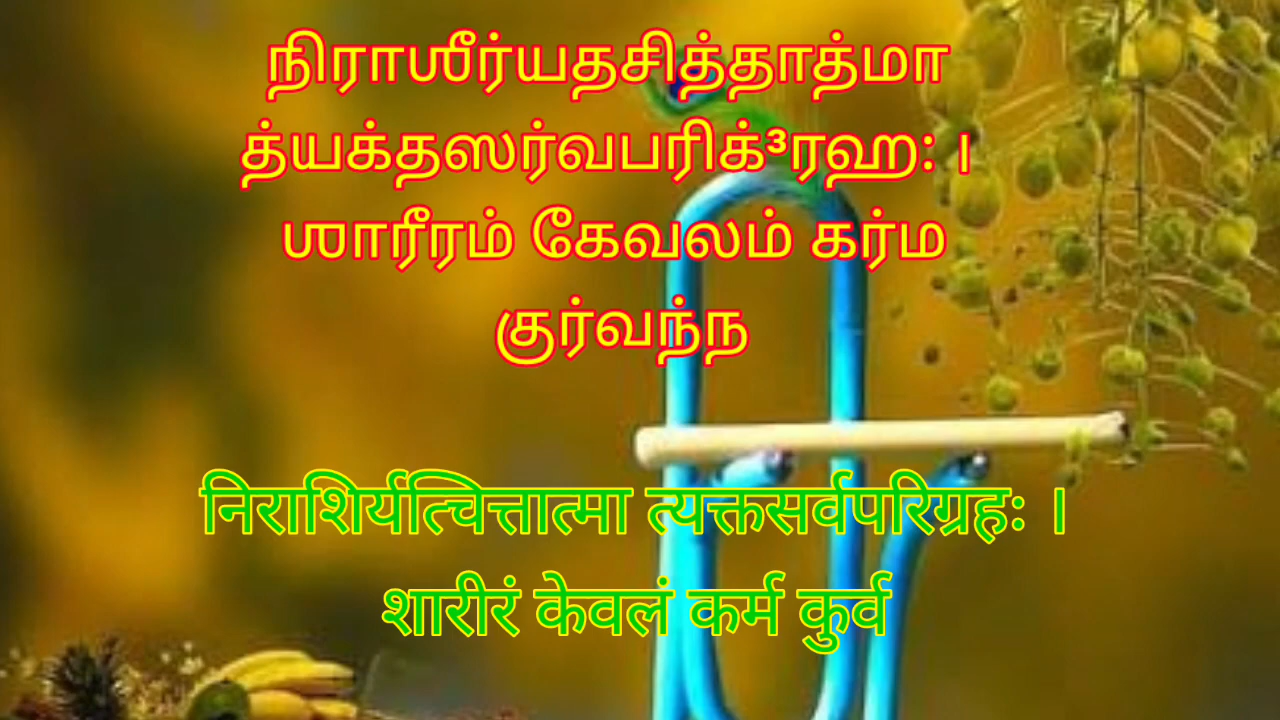 நிராஶீர்யதசித்தாத்மா
த்யக்தஸர்வபரிக்³ரஹ: ।
ஶாரீரம் கேவலம் கர்ம
குர்வந்ந
निराशिर्यत्चित्तात्मा त्यक्तसर्वपरिग्रहः ।
शारीरं केवलं कर्म कुर्व